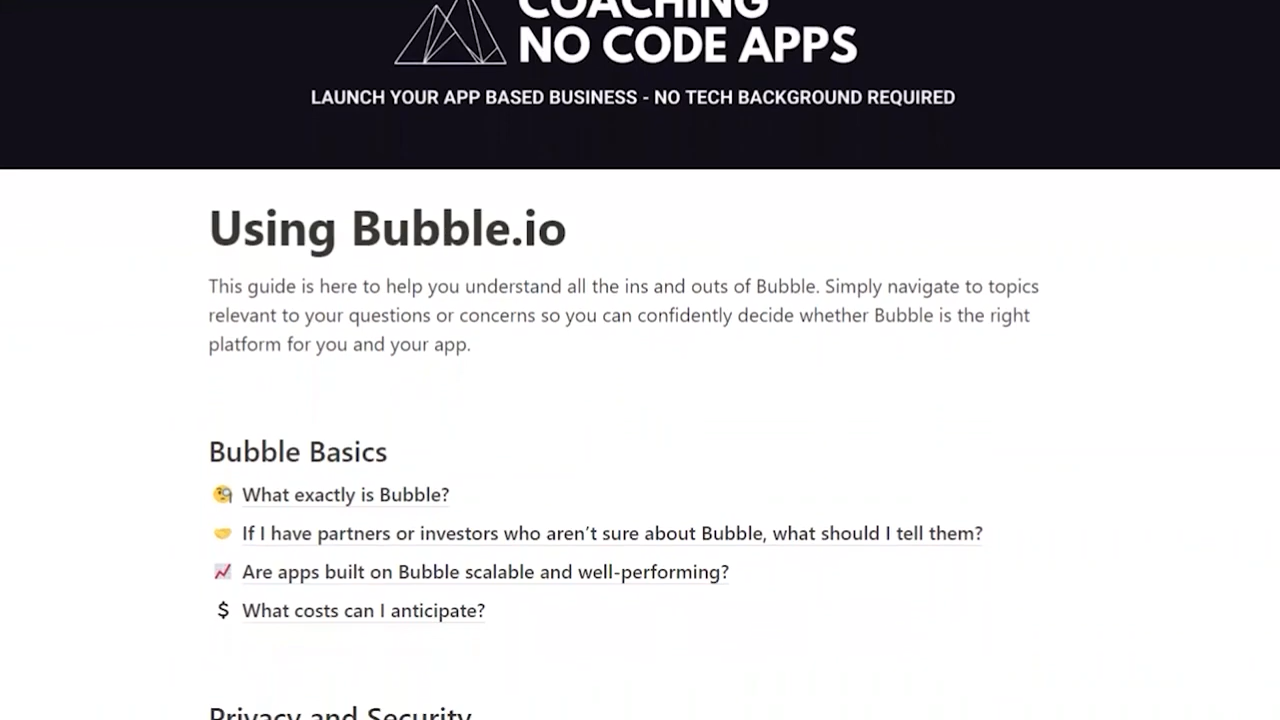 COACHING
NO CODE APPS
LAUNCH YOUR APP BASED BUSINESS - NO TECH BACKGROUND REQUIRED
Using Bubble.io
This guide is here to help you understand all the ins and outs of Bubble. Simply navigate to topics
relevant to your questions or concerns so you can confidently decide whether Bubble is the right
platform for you and your app.
Bubble Basics
What exactly is Bubble?
If I have partners or investors who aren’t sure about Bubble, what should I tell them?
Are apps built on Bubble scalable and well-performing?
$ What costs can I anticipate?
Privacy and Security